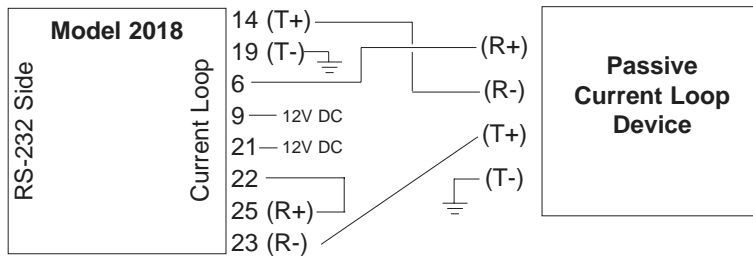 Model 2018
RS-232 Side
Current Loop
14 (T+)
19 (T-)
6
9 12V DC
21 12V DC
22
25 (R+)
23 (R-)
(R+)
(R-)
(T+)
(T-)
Passive
Current Loop
Device